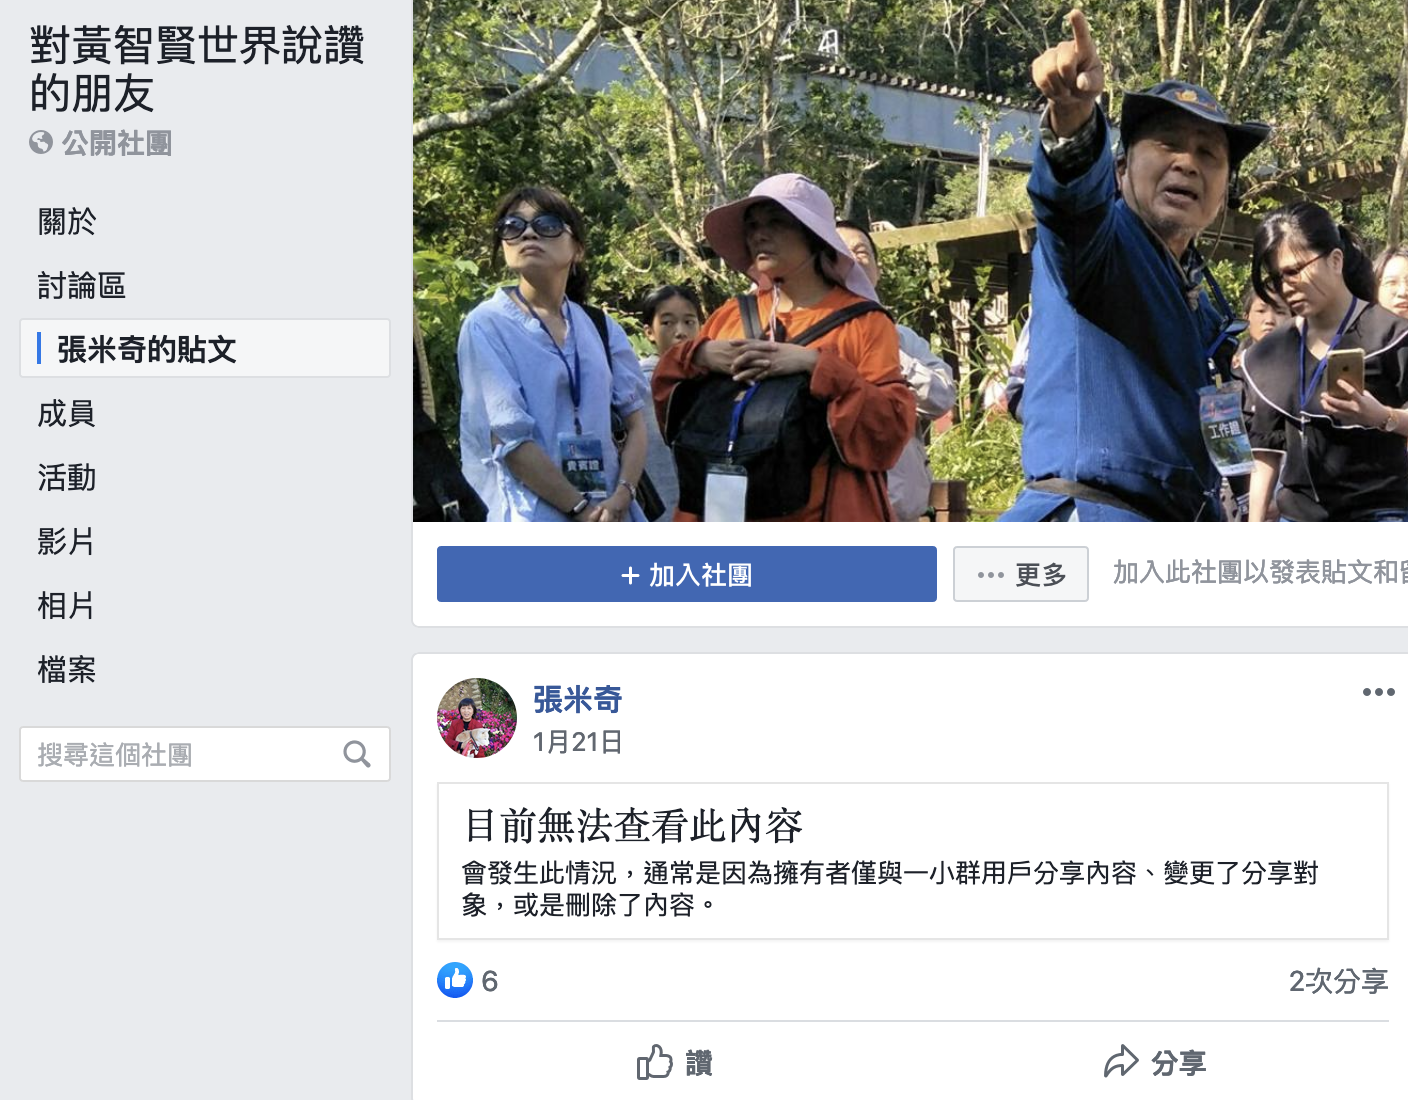 對黃智賢世界說讚
的朋友
公開社團
關於
討論區
張米奇的貼文
成員
活動
影片
相片
檔案
搜尋這個社團
貴賓證
工作證
+ 加入社團
••• 更多
加入此社團以發表貼文和留
張米奇
1月21日
目前無法查看此內容
會發生此情況，通常是因為擁有者僅與一小群用戶分享內容、變更了分享對
象，或是刪除了內容。
6
2次分享
讚
分享